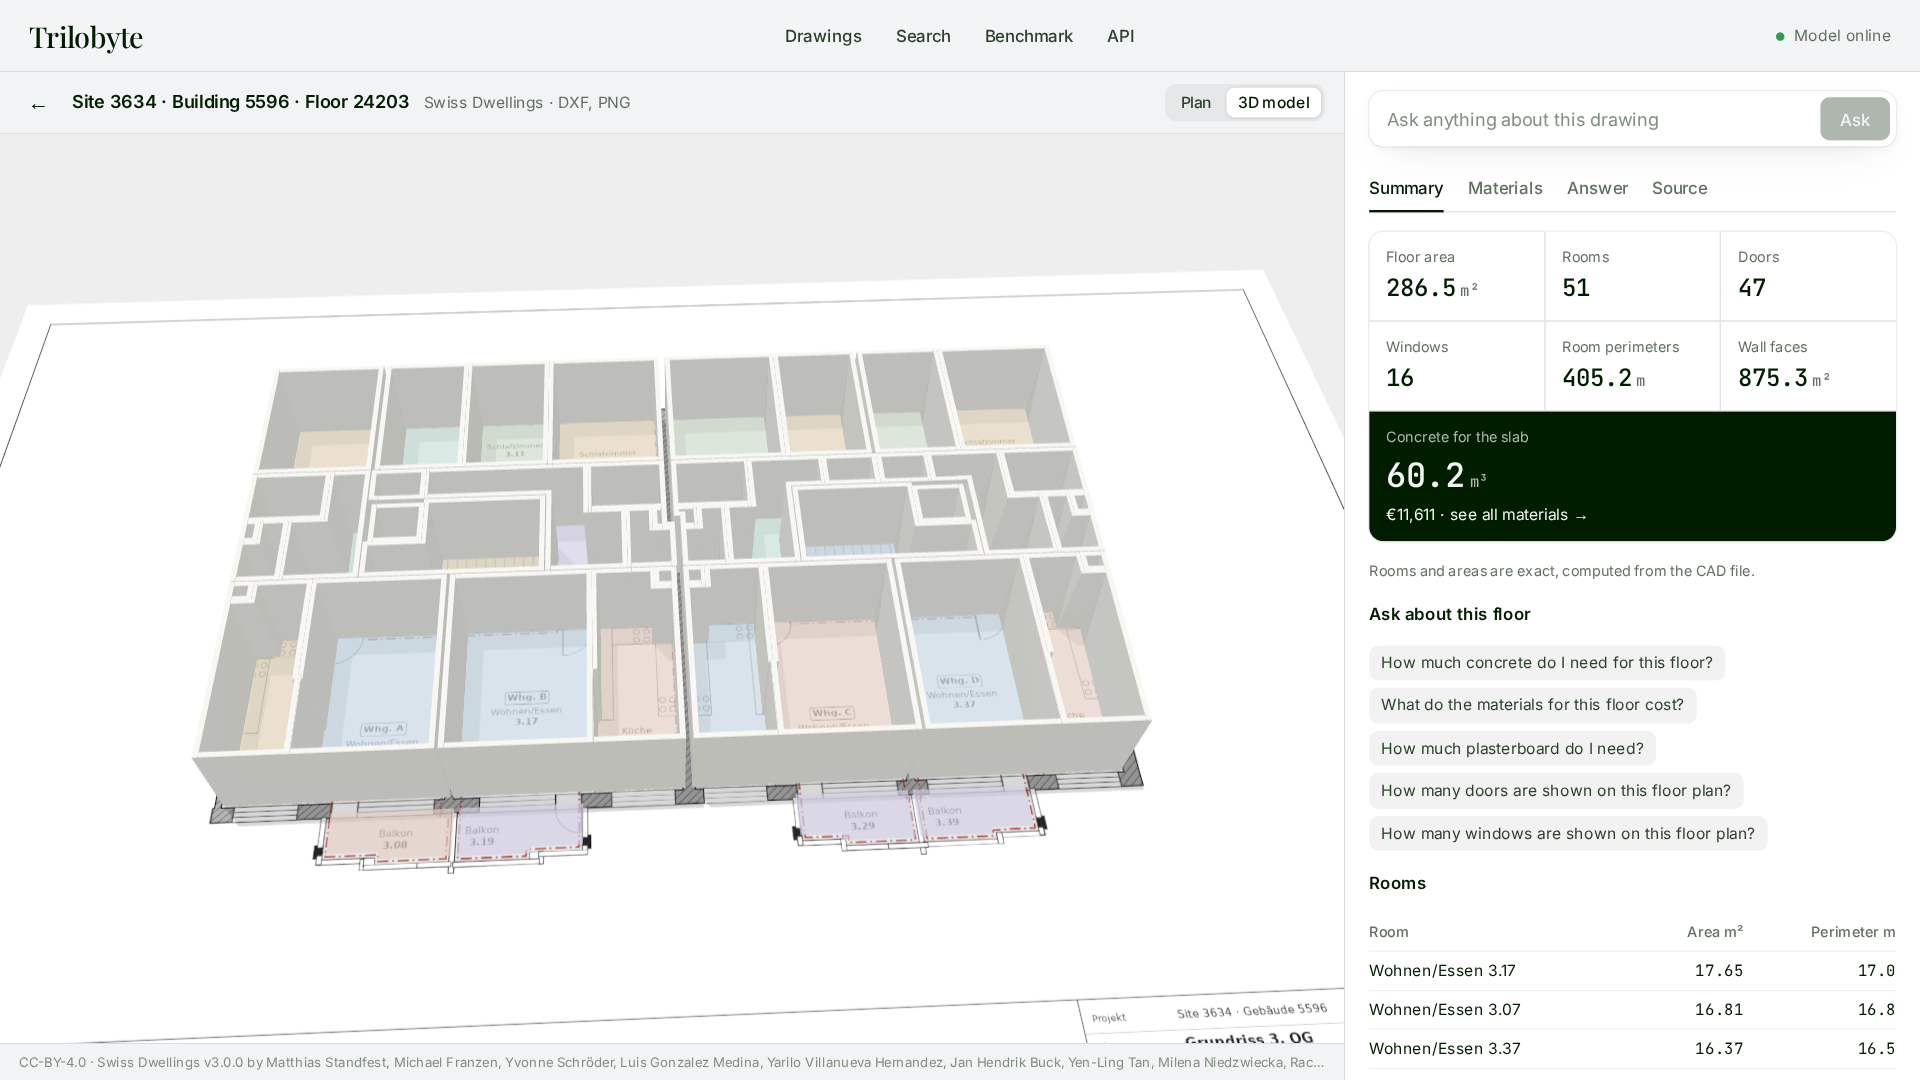 Trilobyte
Drawings Search Benchmark API
Model online
← Site 3634 · Building 5596 · Floor 24203 Swiss Dwellings · DXF, PNG
Plan 3D model
Schlafzimmer
3.11
Whg. A
Wohnen/Essen
Whg. B
Wohnen/Essen
3.17
Küche
Whg. C
Wohnen/Essen
Whg. D
Wohnen/Essen
3.37
Balkon
3.08
Balkon
3.19
Balkon
3.29
Balkon
3.39
Projekt Site 3634 · Gebäude 5596
Grundriss 3. OG
CC-BY-4.0 · Swiss Dwellings v3.0.0 by Matthias Standfest, Michael Franzen, Yvonne Schröder, Luis Gonzalez Medina, Yarilo Villanueva Hernandez, Jan Hendrik Buck, Yen-Ling Tan, Milena Niedzwiecka, Rac…
Ask anything about this drawing Ask
Summary Materials Answer Source
Floor area Rooms Doors
286.5 m² 51 47
Windows Room perimeters Wall faces
16 405.2 m 875.3 m²
Concrete for the slab
60.2 m³
€11,611 · see all materials →
Rooms and areas are exact, computed from the CAD file.
Ask about this floor
How much concrete do I need for this floor?
What do the materials for this floor cost?
How much plasterboard do I need?
How many doors are shown on this floor plan?
How many windows are shown on this floor plan?
Rooms
Room Area m² Perimeter m
Wohnen/Essen 3.17 17.65 17.0
Wohnen/Essen 3.07 16.81 16.8
Wohnen/Essen 3.37 16.37 16.5